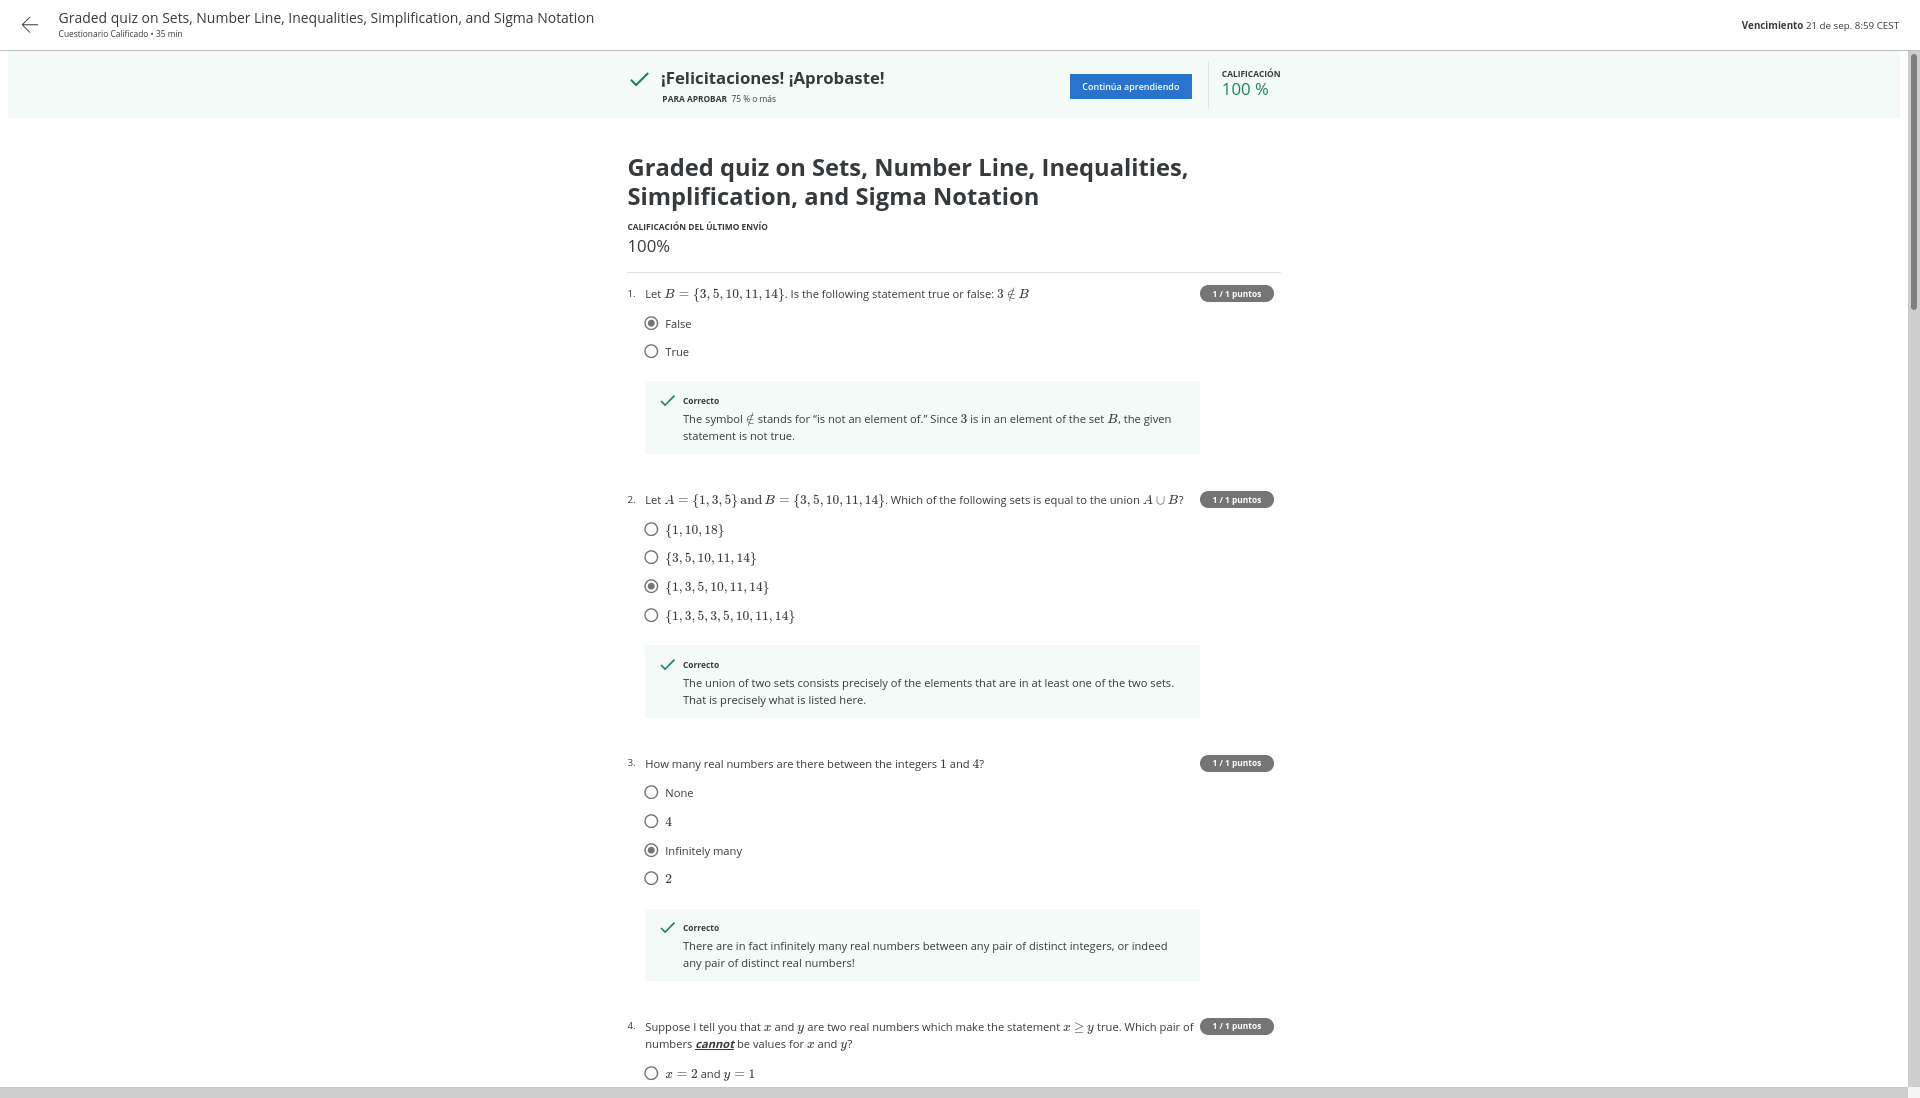 Graded quiz on Sets, Number Line, Inequalities, Simplification, and Sigma Notation
Cuestionario Calificado • 35 min
Vencimiento 21 de sep. 8:59 CEST
¡Felicitaciones! ¡Aprobaste!
PARA APROBAR 75 % o más
Continúa aprendiendo
CALIFICACIÓN
100 %
Graded quiz on Sets, Number Line, Inequalities,
Simplification, and Sigma Notation
CALIFICACIÓN DEL ÚLTIMO ENVÍO
100%
1. Let B = {3, 5, 10, 11, 14}. Is the following statement true or false: 3 ∉ B
1 / 1 puntos
False
True
Correcto
The symbol ∉ stands for “is not an element of.” Since 3 is in an element of the set B, the given
statement is not true.
2. Let A = {1, 3, 5} and B = {3, 5, 10, 11, 14}. Which of the following sets is equal to the union A ∪ B?
1 / 1 puntos
{1, 10, 18}
{3, 5, 10, 11, 14}
{1, 3, 5, 10, 11, 14}
{1, 3, 5, 3, 5, 10, 11, 14}
Correcto
The union of two sets consists precisely of the elements that are in at least one of the two sets.
That is precisely what is listed here.
3. How many real numbers are there between the integers 1 and 4?
1 / 1 puntos
None
4
Infinitely many
2
Correcto
There are in fact infinitely many real numbers between any pair of distinct integers, or indeed
any pair of distinct real numbers!
4. Suppose I tell you that x and y are two real numbers which make the statement x ≥ y true. Which pair of
1 / 1 puntos
numbers cannot be values for x and y?
x = 2 and y = 1